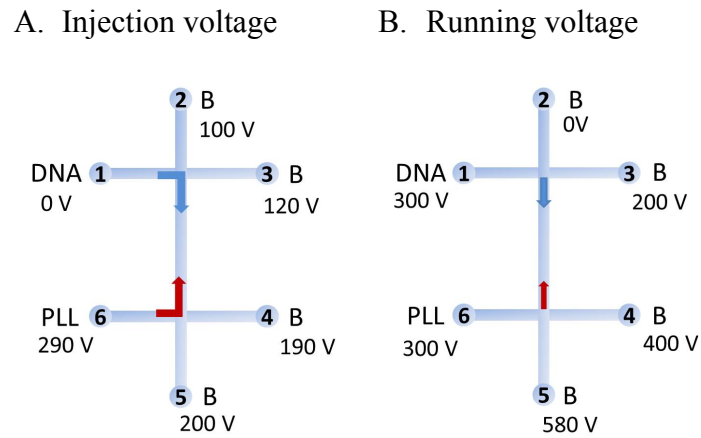 A. Injection voltage
2 B
100 V
DNA 1
0 V
3 B
120 V
PLL 6
290 V
4 B
190 V
5 B
200 V
B. Running voltage
2 B
0V
DNA 1
300 V
3 B
200 V
PLL 6
300 V
4 B
400 V
5 B
580 V